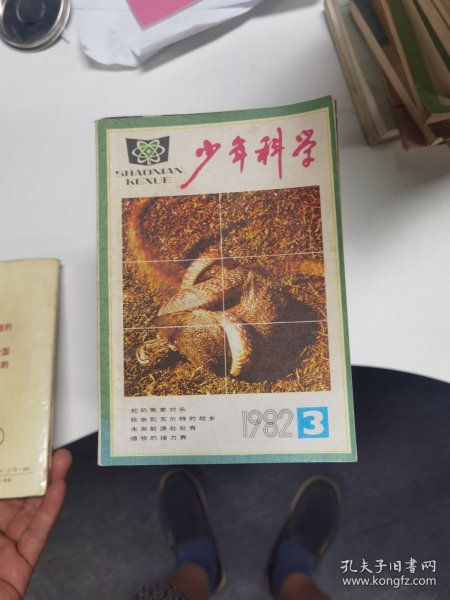 少年科学
SHAONIAN
KEXUE
蛇的冤家对头
我来到瓦尔特的故乡
未来能源处处有
植物的接力赛
1982 3
孔夫子旧书网
www.kongfz.com